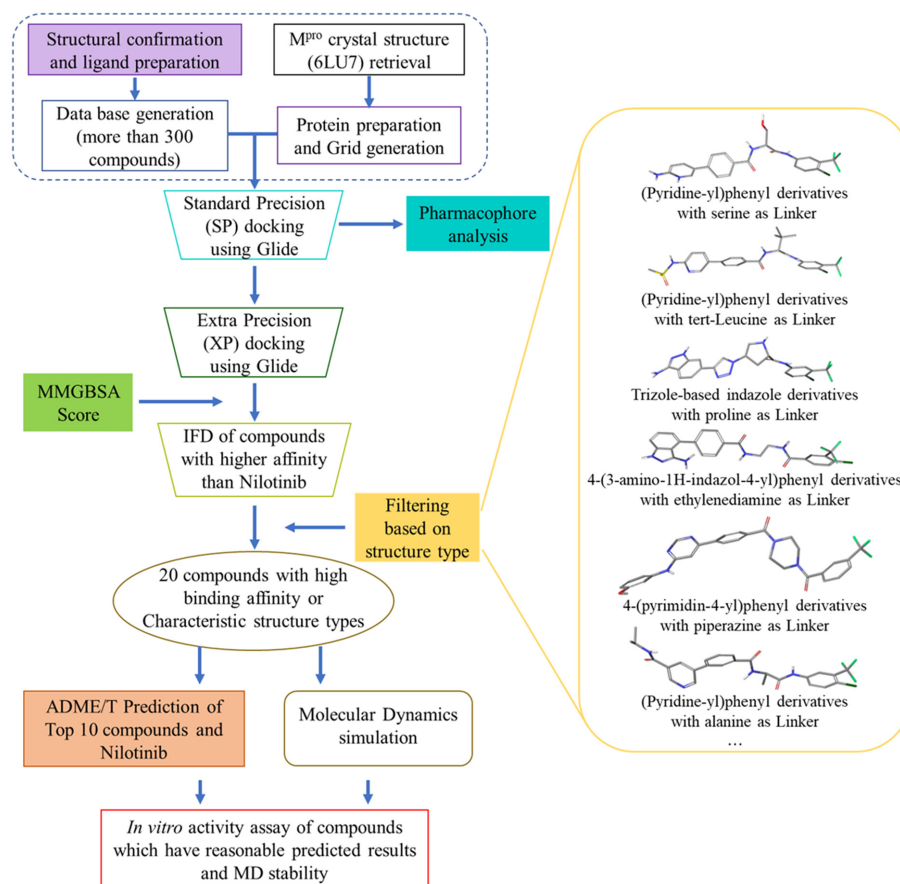 Structural confirmation
and ligand preparation
Mpro crystal structure
(6LU7) retrieval
Data base generation
(more than 300
compounds)
Protein preparation
and Grid generation
Standard Precision
(SP) docking
using Glide
Pharmacophore
analysis
Extra Precision
(XP) docking
using Glide
MMGBSA
Score
IFD of compounds
with higher affinity
than Nilotinib
Filtering
based on
structure type
20 compounds with high
binding affinity or
Characteristic structure types
ADME/T Prediction of
Top 10 compounds and
Nilotinib
Molecular Dynamics
simulation
In vitro activity assay of compounds
which have reasonable predicted results
and MD stability
(Pyridine-yl)phenyl derivatives
with serine as Linker
(Pyridine-yl)phenyl derivatives
with tert-Leucine as Linker
Trizole-based indazole derivatives
with proline as Linker
4-(3-amino-1H-indazol-4-yl)phenyl derivatives
with ethylenediamine as Linker
4-(pyrimidin-4-yl)phenyl derivatives
with piperazine as Linker
(Pyridine-yl)phenyl derivatives
with alanine as Linker
…